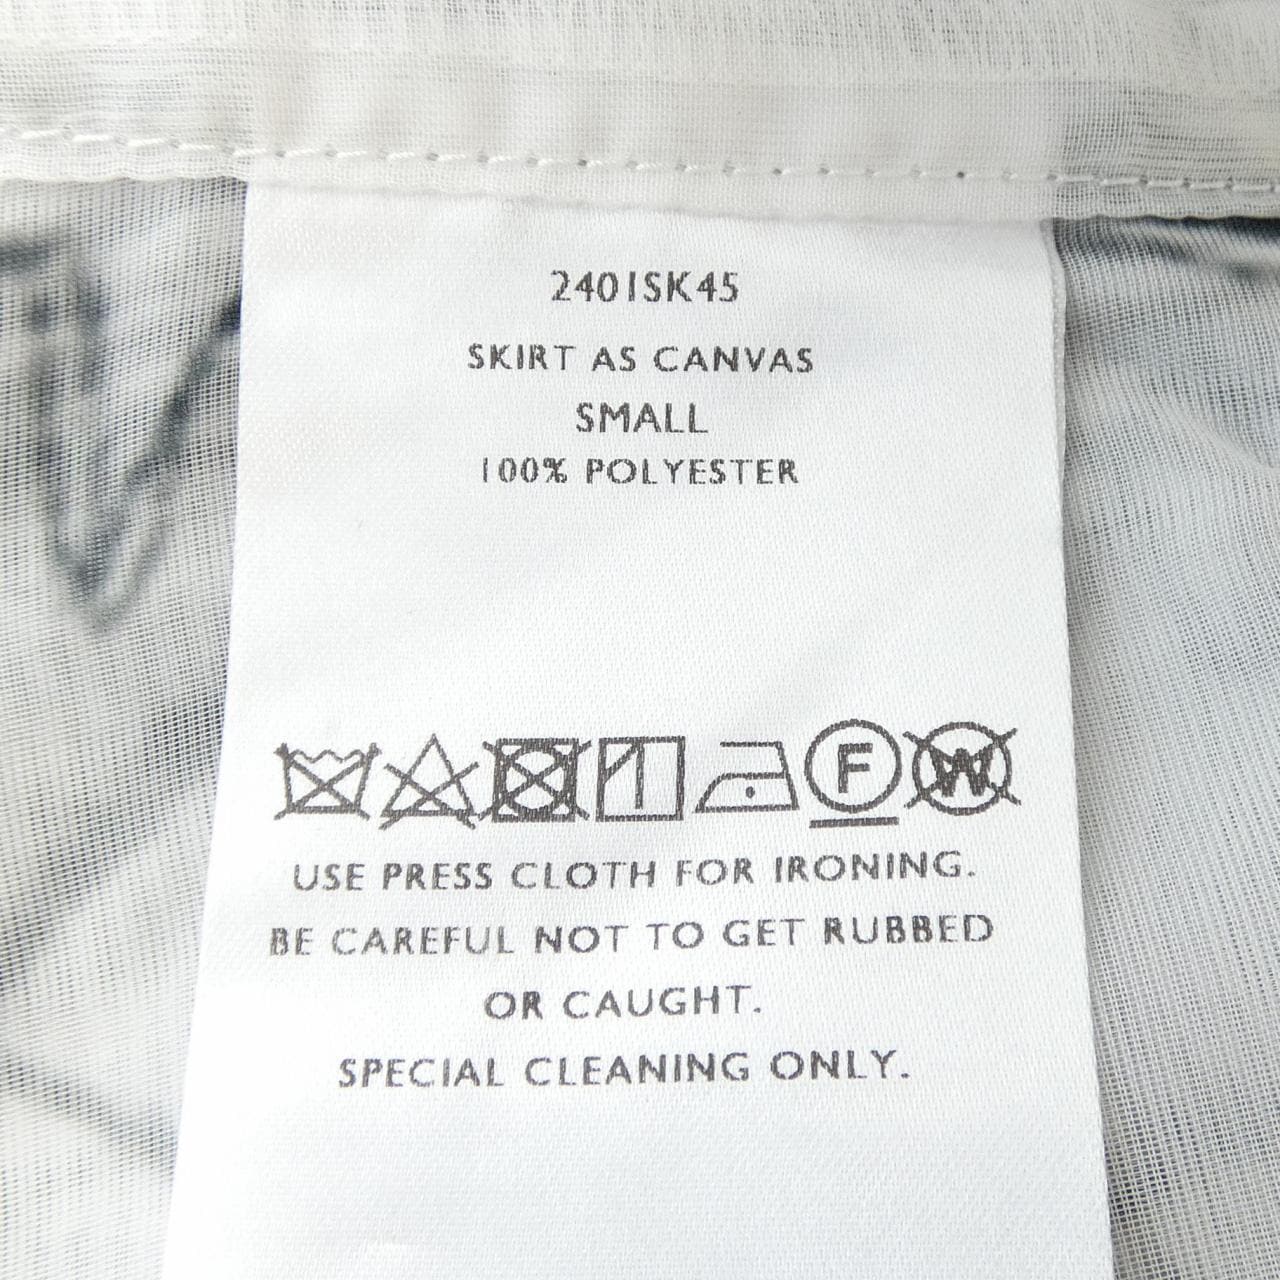 2401SK45
SKIRT AS CANVAS
SMALL
100% POLYESTER
F W
USE PRESS CLOTH FOR IRONING.
BE CAREFUL NOT TO GET RUBBED
OR CAUGHT.
SPECIAL CLEANING ONLY.